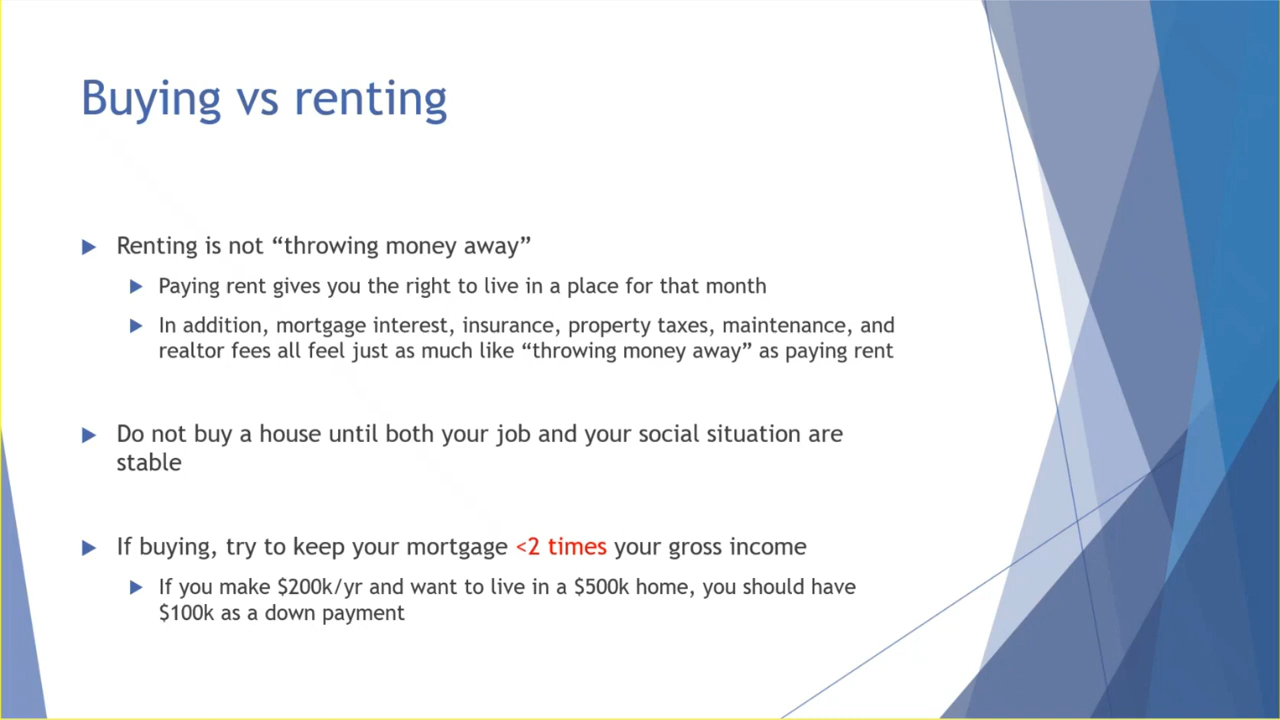 Buying vs renting
Renting is not “throwing money away”
Paying rent gives you the right to live in a place for that month
In addition, mortgage interest, insurance, property taxes, maintenance, and
realtor fees all feel just as much like “throwing money away” as paying rent
Do not buy a house until both your job and your social situation are
stable
If buying, try to keep your mortgage <2 times your gross income
If you make $200k/yr and want to live in a $500k home, you should have
$100k as a down payment